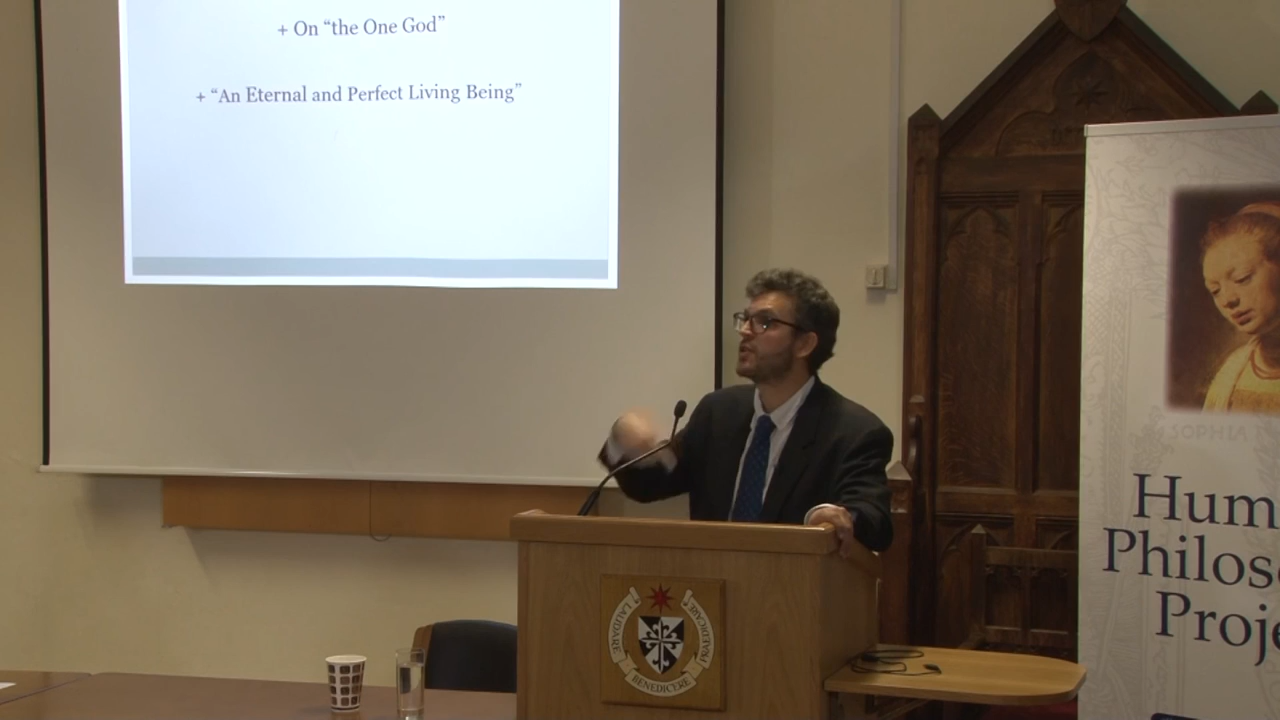 + On “the One God”
+ “An Eternal and Perfect Living Being”
SOPHIA
Hum
Philos
Proje
LAUDARE
BENEDICERE
PRAEDICARE